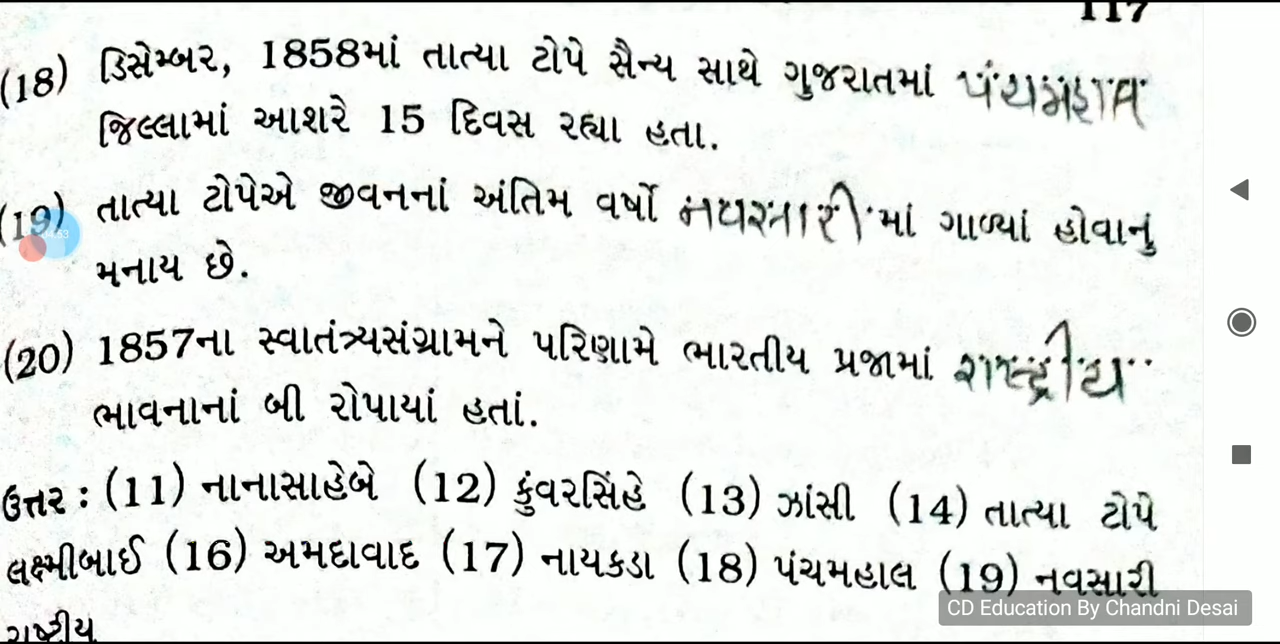 117
(18) ડિસેમ્બર, 1858માં તાત્યા ટોપે સૈન્ય સાથે ગુજરાતમાં પંચમહાલ
જિલ્લામાં આશરે 15 દિવસ રહ્યા હતા.
(19) તાત્યા ટોપેએ જીવનનાં અંતિમ વર્ષો નવસારી માં ગાળ્યાં હોવાનું
મનાય છે.
(20) 1857ના સ્વાતંત્ર્યસંગ્રામને પરિણામે ભારતીય પ્રજામાં રાષ્ટ્રીય
ભાવનાનાં બી રોપાયાં હતાં.
ઉત્તર : (11) નાનાસાહેબે (12) કુંવરસિંહે (13) ઝાંસી (14) તાત્યા ટોપે
લક્ષ્મીબાઈ (16) અમદાવાદ (17) નાયકડા (18) પંચમહાલ (19) નવસારી
CD Education By Chandni Desai
રાષ્ટ્રીય